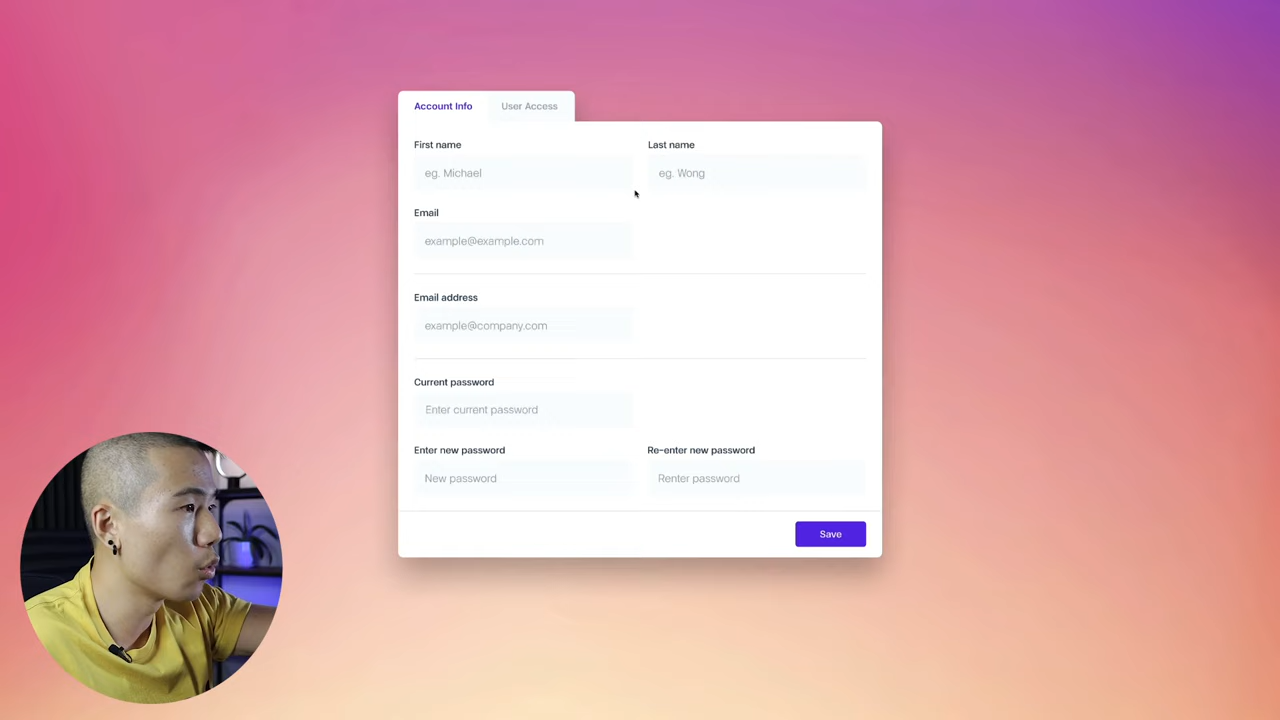 Account Info User Access
First name Last name
eg. Michael eg. Wong
Email
example@example.com
Email address
example@company.com
Current password
Enter current password
Enter new password Re-enter new password
New password Renter password
Save